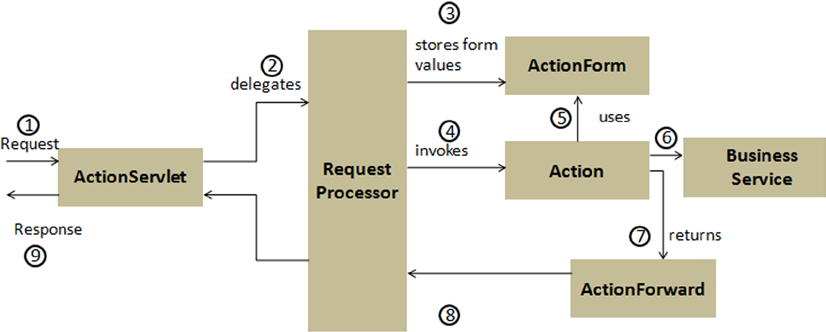 1
Request
ActionServlet
Response
9
2
delegates
Request
Processor
3
stores form
values
ActionForm
4
invokes
5
uses
Action
6
Business
Service
7
returns
ActionForward
8